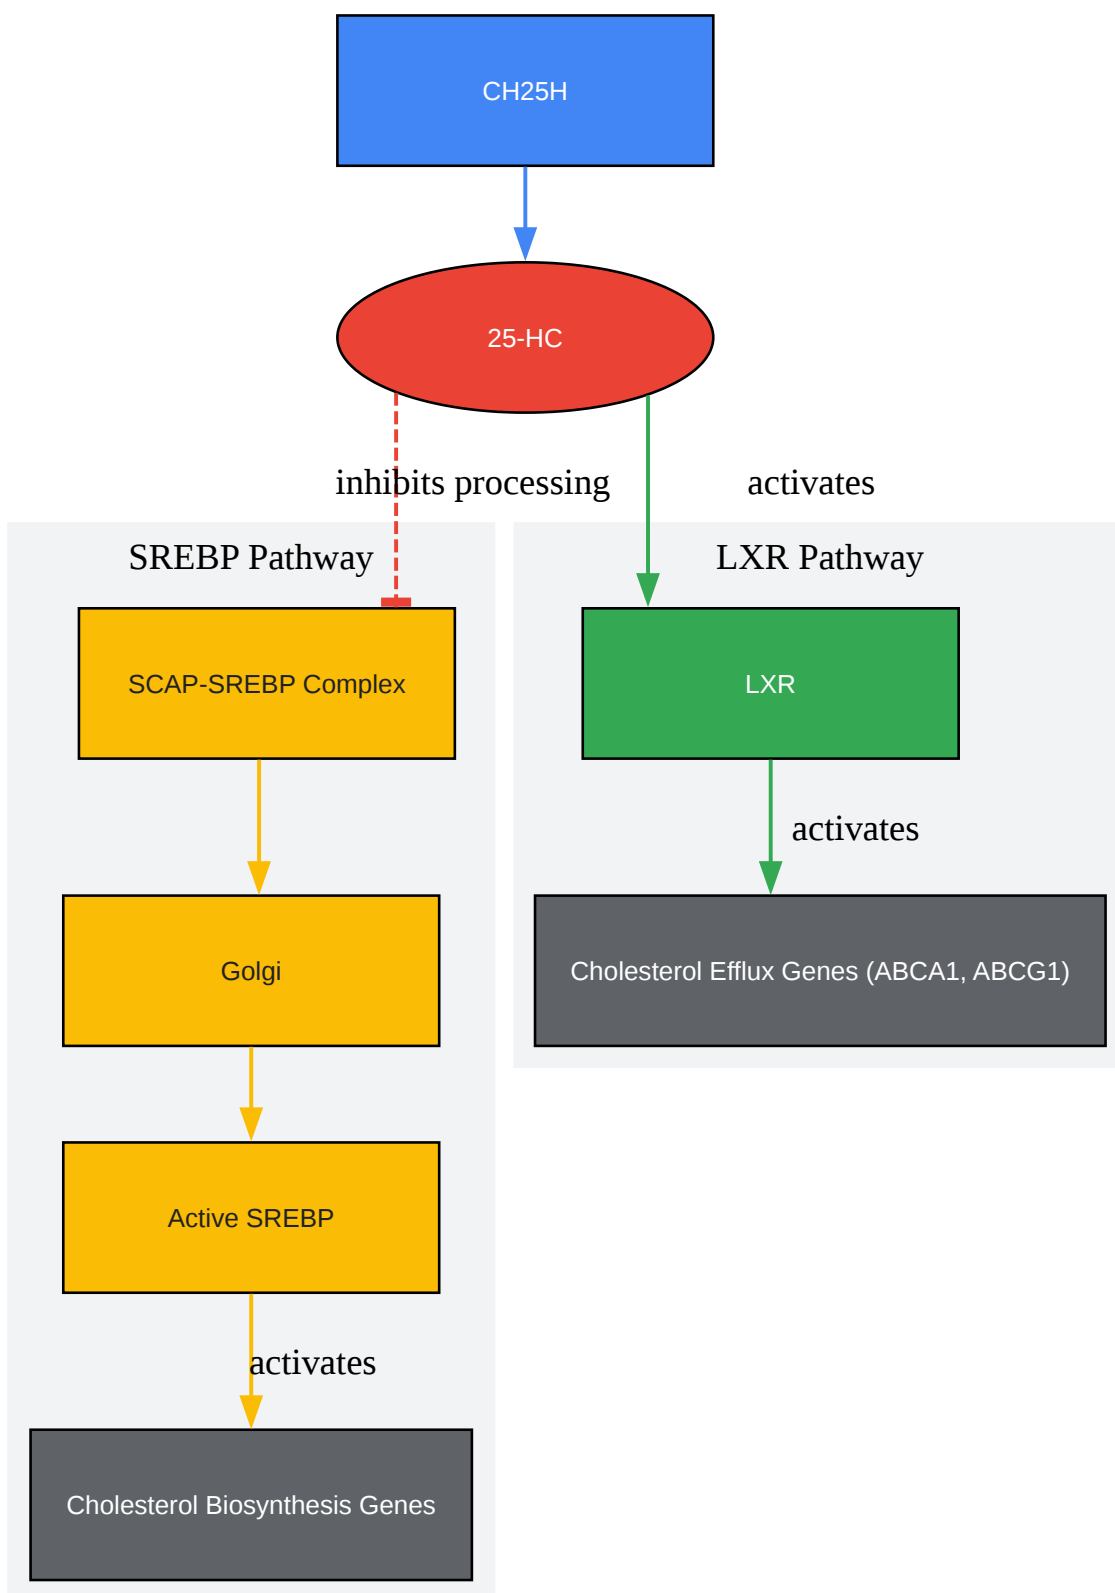 CH25H
25-HC
inhibits processing
activates
SREBP Pathway
LXR Pathway
SCAP-SREBP Complex
LXR
activates
Golgi
Cholesterol Efflux Genes (ABCA1, ABCG1)
Active SREBP
activates
Cholesterol Biosynthesis Genes